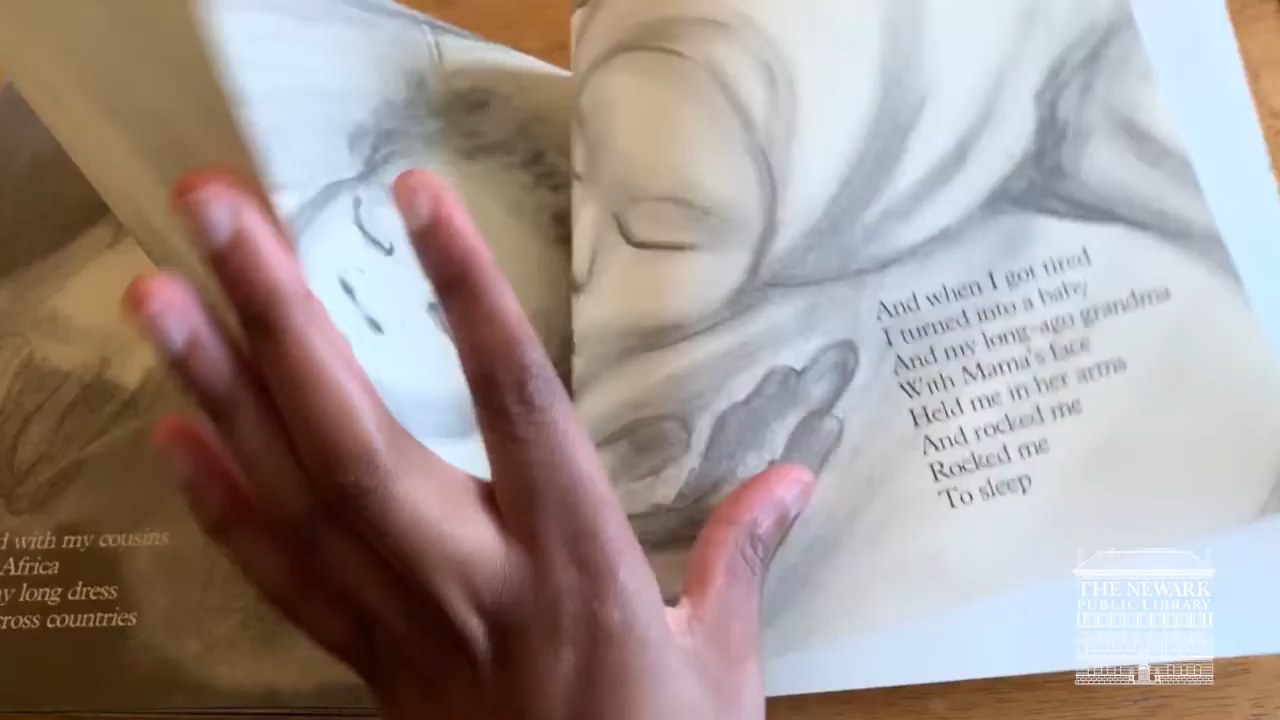 d with my cousins
Africa
y long dress
ross countries
And when I got tired
I turned into a baby
And my long-ago grandma
With Mama's face
Held me in her arms
And rocked me
Rocked me
To sleep
THE NEWARK
PUBLIC LIBRARY